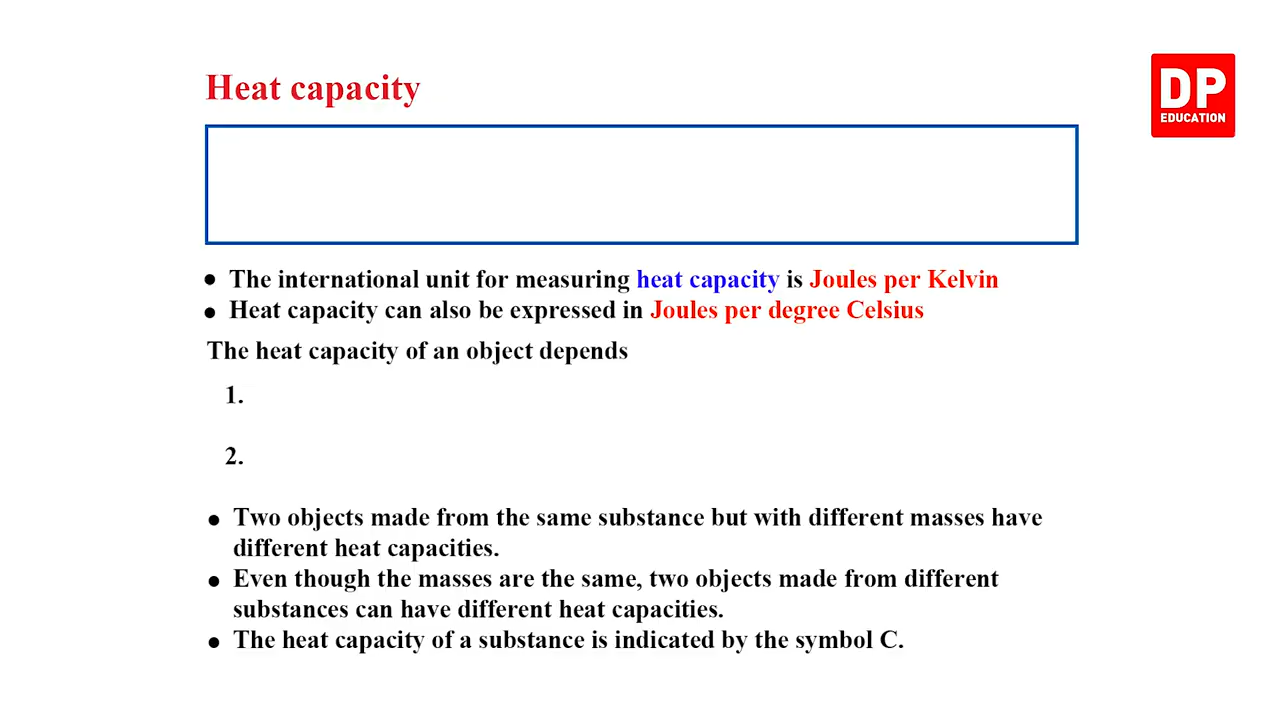 DP
EDUCATION
Heat capacity
• The international unit for measuring heat capacity is Joules per Kelvin
• Heat capacity can also be expressed in Joules per degree Celsius
The heat capacity of an object depends
1.
2.
• Two objects made from the same substance but with different masses have
different heat capacities.
• Even though the masses are the same, two objects made from different
substances can have different heat capacities.
• The heat capacity of a substance is indicated by the symbol C.